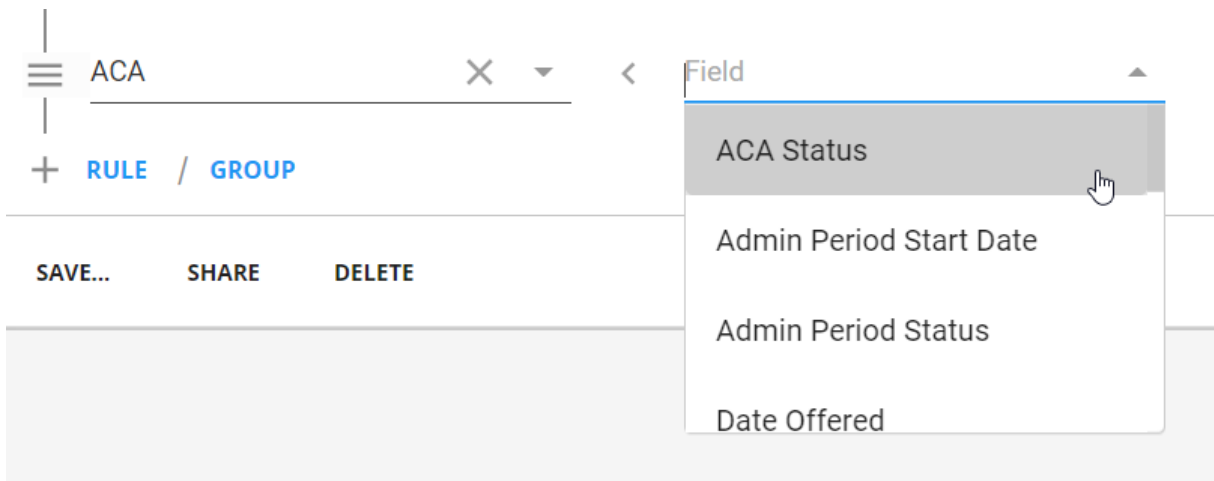 ACA
Field
ACA Status
+ RULE / GROUP
Admin Period Start Date
SAVE... SHARE DELETE
Admin Period Status
Date Offered